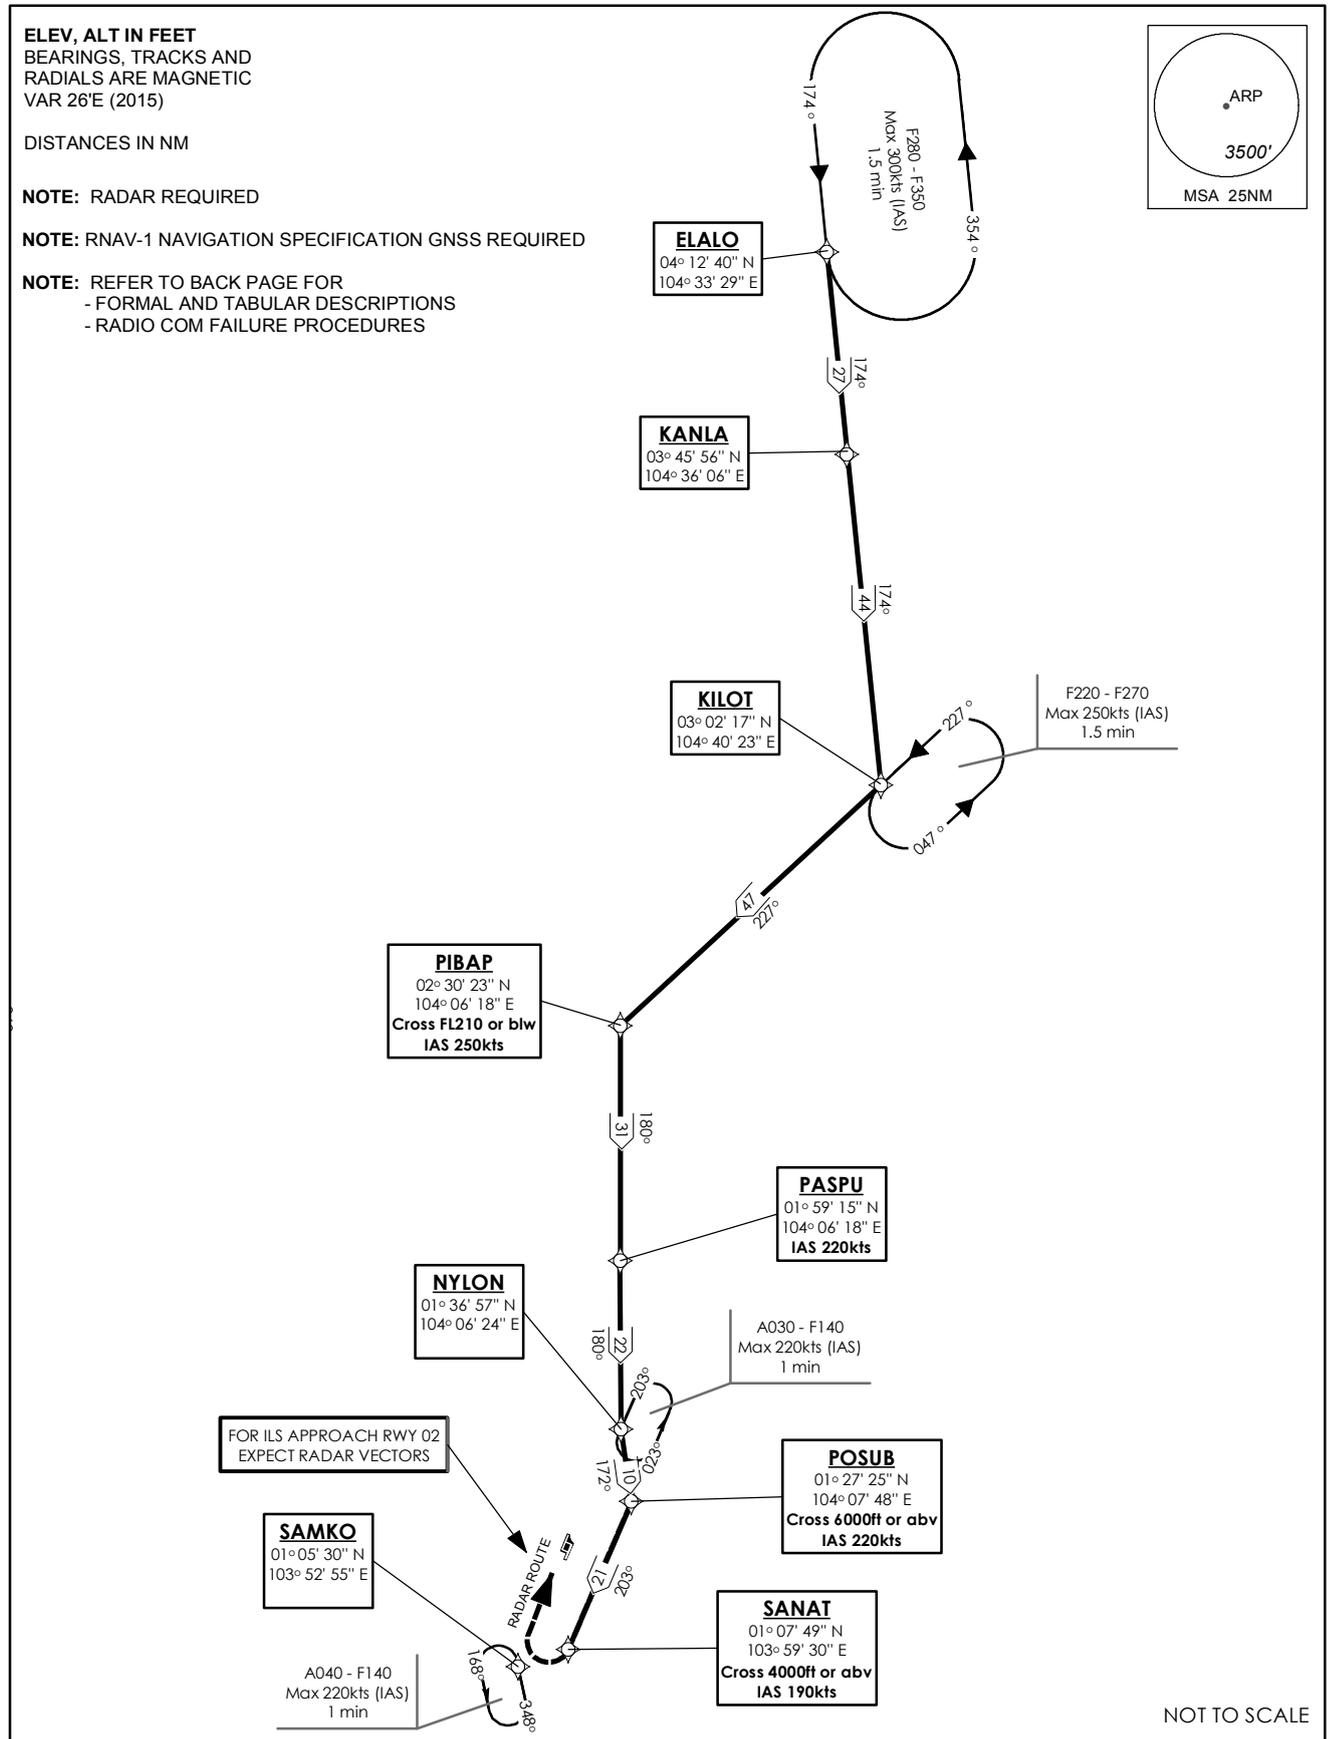 ELEV, ALT IN FEET
BEARINGS, TRACKS AND
RADIALS ARE MAGNETIC
VAR 26'E (2015)
DISTANCES IN NM
NOTE: RADAR REQUIRED
NOTE: RNAV-1 NAVIGATION SPECIFICATION GNSS REQUIRED
NOTE: REFER TO BACK PAGE FOR
- FORMAL AND TABULAR DESCRIPTIONS
- RADIO COM FAILURE PROCEDURES
ARP
3500'
MSA 25NM
174°
F280 - F350
Max 300kts (IAS)
1.5 min
354°
ELALO
04° 12' 40" N
104° 33' 29" E
27
174°
KANLA
03° 45' 56" N
104° 36' 06" E
44
174°
KILOT
03° 02' 17" N
104° 40' 23" E
227°
047°
F220 - F270
Max 250kts (IAS)
1.5 min
47
227°
PIBAP
02° 30' 23" N
104° 06' 18" E
Cross FL210 or blw
IAS 250kts
31
180°
PASPU
01° 59' 15" N
104° 06' 18" E
IAS 220kts
NYLON
01° 36' 57" N
104° 06' 24" E
22
180°
A030 - F140
Max 220kts (IAS)
1 min
203°
023°
10
172°
FOR ILS APPROACH RWY 02
EXPECT RADAR VECTORS
POSUB
01° 27' 25" N
104° 07' 48" E
Cross 6000ft or abv
IAS 220kts
SAMKO
01° 05' 30" N
103° 52' 55" E
RADAR ROUTE
21
203°
SANAT
01° 07' 49" N
103° 59' 30" E
Cross 4000ft or abv
IAS 190kts
168°
348°
A040 - F140
Max 220kts (IAS)
1 min
NOT TO SCALE